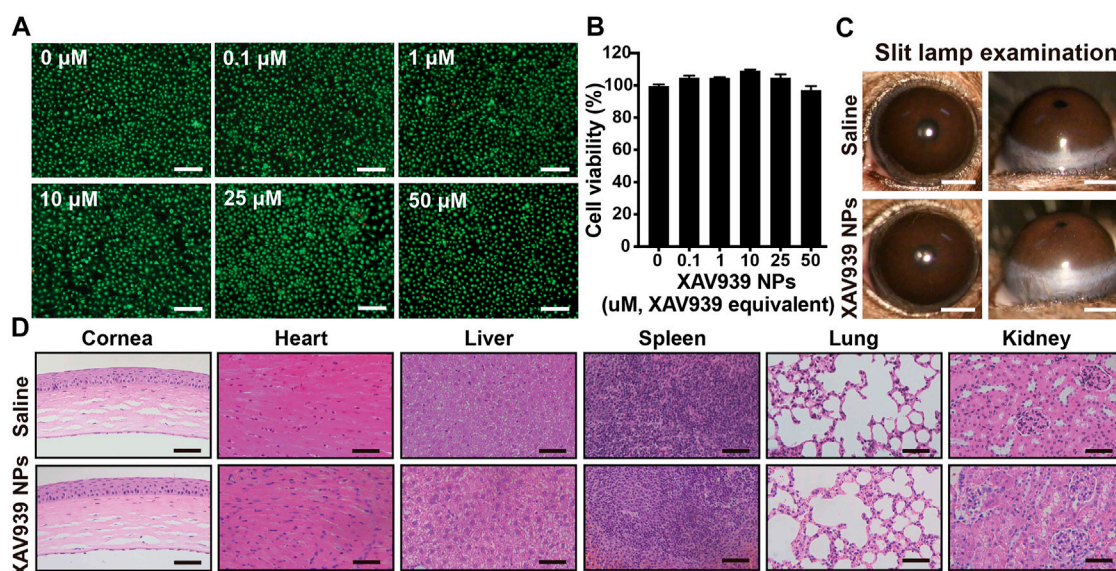 A
0 µM
0.1 µM
1 µM
10 µM
25 µM
50 µM
B
120
100
80
60
40
20
0
Cell viability (%)
0 0.1 1 10 25 50
XAV939 NPs
(uM, XAV939 equivalent)
C
Slit lamp examination
Saline
XAV939 NPs
D
Cornea Heart Liver Spleen Lung Kidney
Saline
XAV939 NPs